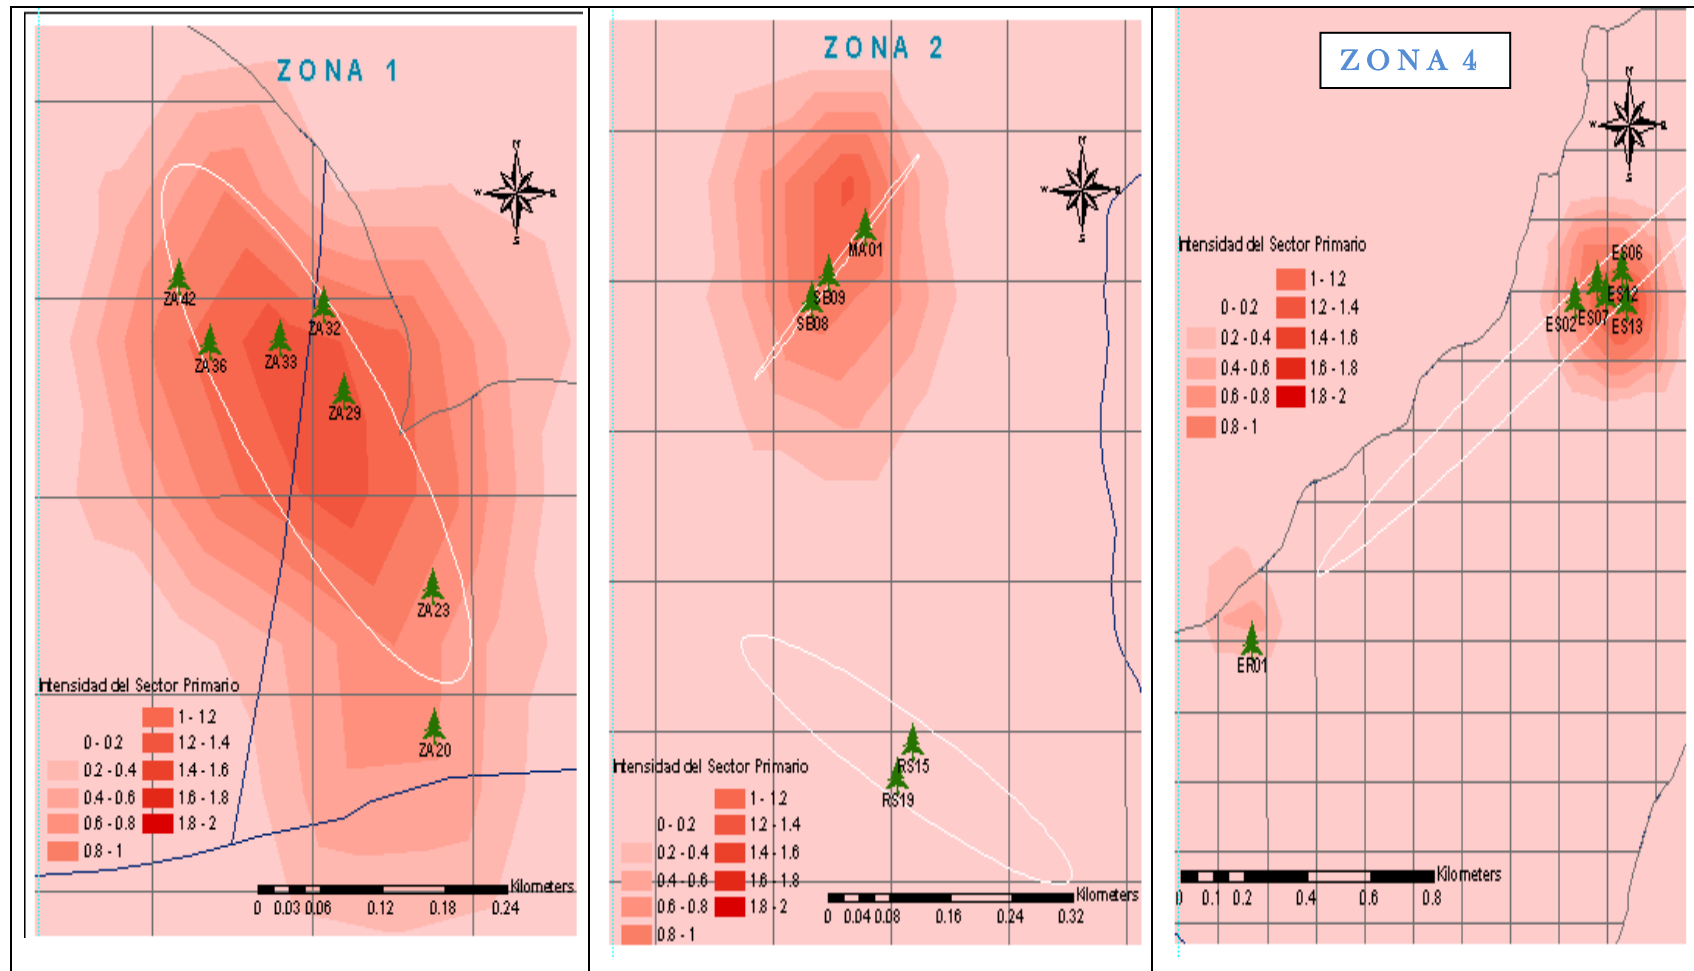 ZONA 1
N
W
E
S
ZA42
ZA32
ZA36
ZA33
ZA29
ZA23
ZA20
Intensidad del Sector Primario
0 - 0.2
0.2 - 0.4
0.4 - 0.6
0.6 - 0.8
0.8 - 1
1 - 1.2
1.2 - 1.4
1.4 - 1.6
1.6 - 1.8
1.8 - 2
Kilometers
0 0.03 0.06 0.12 0.18 0.24
ZONA 2
N
W
E
S
MA01
SB09
SB08
RS15
RS19
Intensidad del Sector Primario
0 - 0.2
0.2 - 0.4
0.4 - 0.6
0.6 - 0.8
0.8 - 1
1 - 1.2
1.2 - 1.4
1.4 - 1.6
1.6 - 1.8
1.8 - 2
Kilometers
0 0.04 0.08 0.16 0.24 0.32
ZONA 4
N
W
E
S
Intensidad del Sector Primario
0 - 0.2
0.2 - 0.4
0.4 - 0.6
0.6 - 0.8
0.8 - 1
1 - 1.2
1.2 - 1.4
1.4 - 1.6
1.6 - 1.8
1.8 - 2
ES06
ES12
ES02
ES07
ES13
ER01
Kilometers
0 0.1 0.2 0.4 0.6 0.8